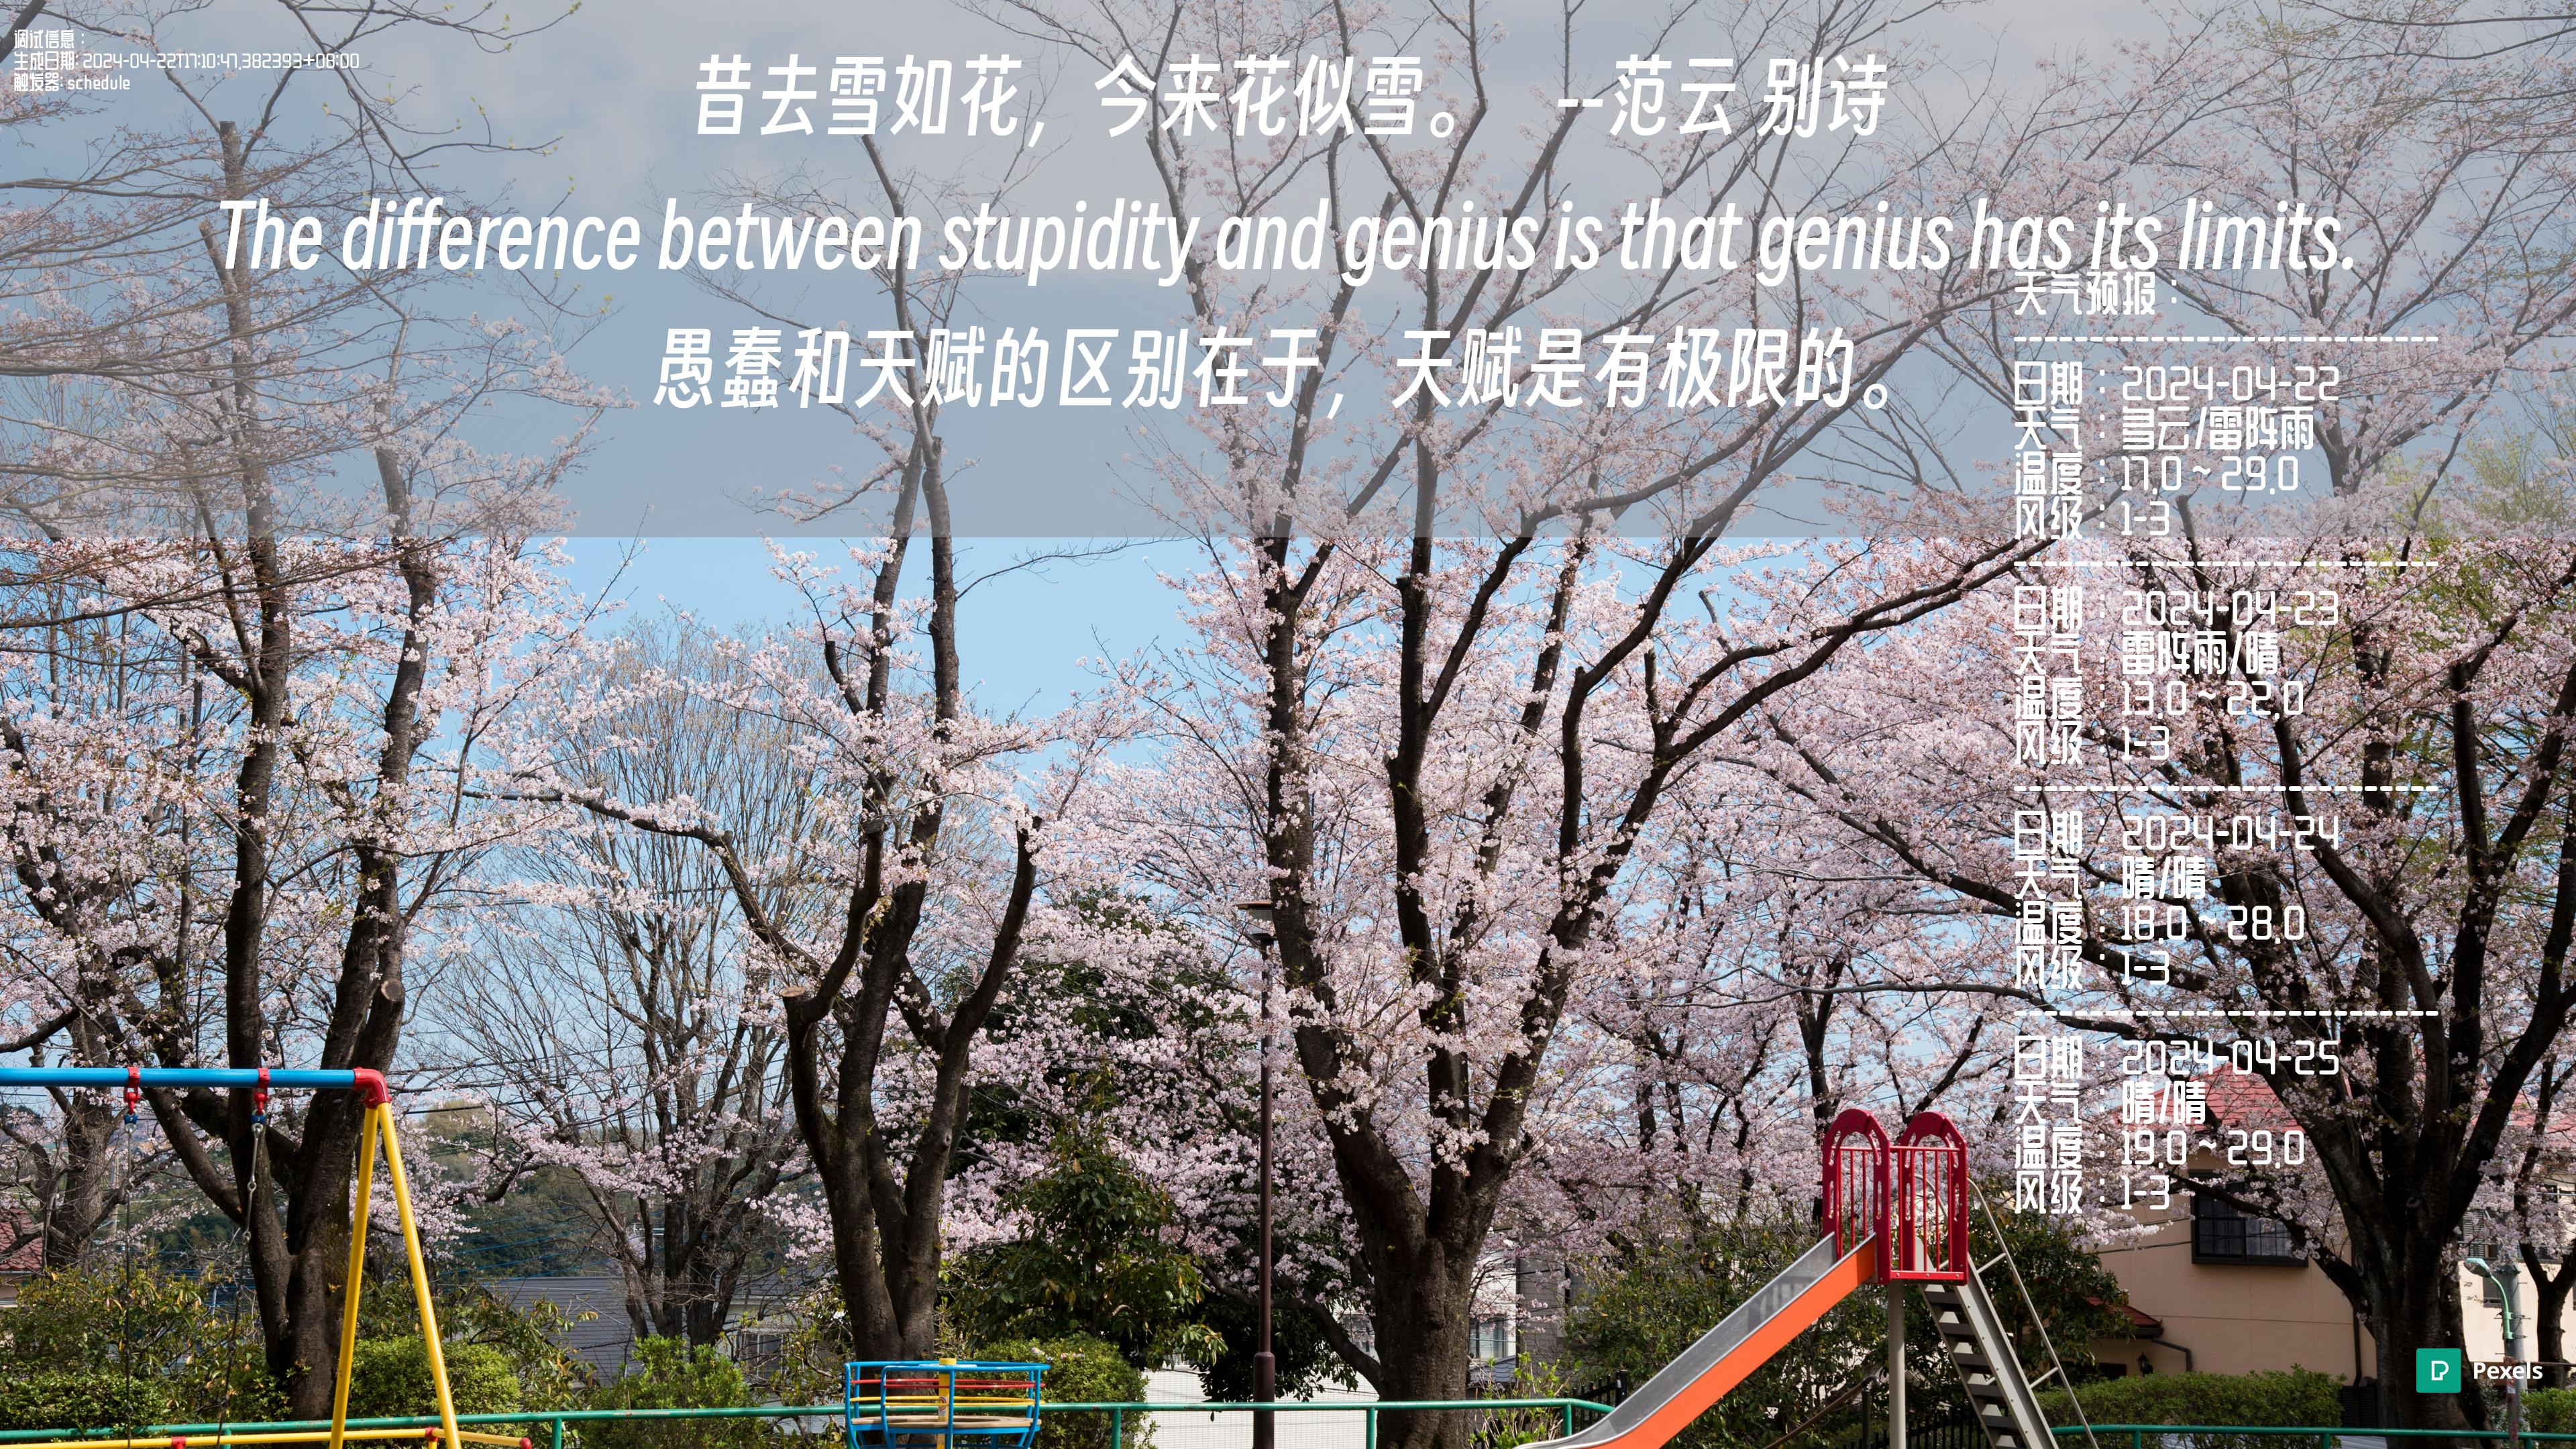 调试信息：
生成日期: 2024-04-22T17:10:47.382393+08:00
触发器: schedule
昔去雪如花，今来花似雪。 --范云 别诗
The difference between stupidity and genius is that genius has its limits.
愚蠢和天赋的区别在于，天赋是有极限的。
天气预报：
--------------------------
日期：2024-04-22
天气：多云/雷阵雨
温度：17.0 ~ 29.0
风级：1-3
--------------------------
日期：2024-04-23
天气：雷阵雨/晴
温度：13.0 ~ 22.0
风级：1-3
--------------------------
日期：2024-04-24
天气：晴/晴
温度：18.0 ~ 28.0
风级：1-3
--------------------------
日期：2024-04-25
天气：晴/晴
温度：19.0 ~ 29.0
风级：1-3
Pexels